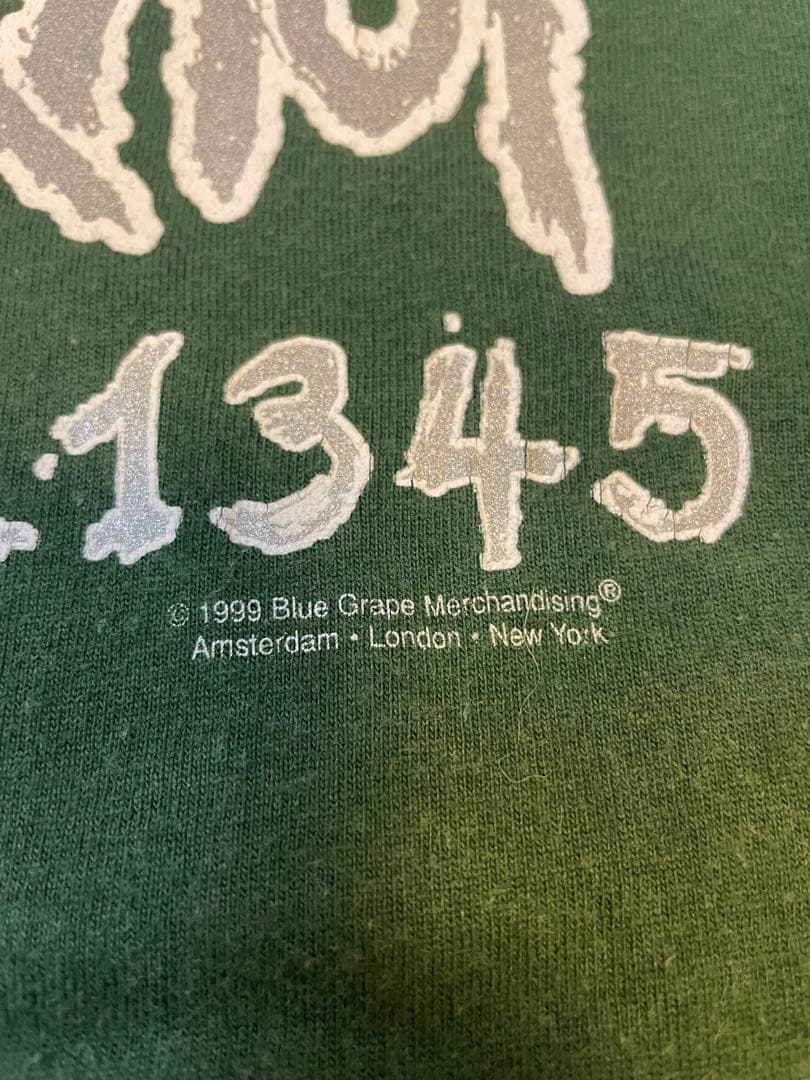 1345
© 1999 Blue Grape Merchandising®
Amsterdam • London • New York